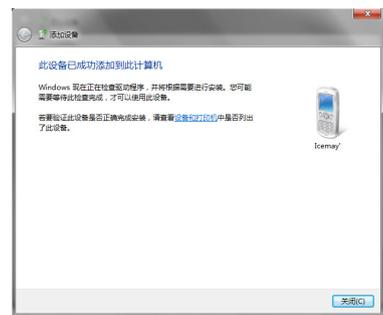 添加设备
此设备已成功添加到此计算机
Windows 现在正在检查驱动程序，并将根据需要进行安装。您可能
需要等待此检查完成，才可以使用此设备。
若要验证此设备是否正确完成安装，请查看设备和打印机中是否列出
了此设备。
Icemay'
关闭(C)